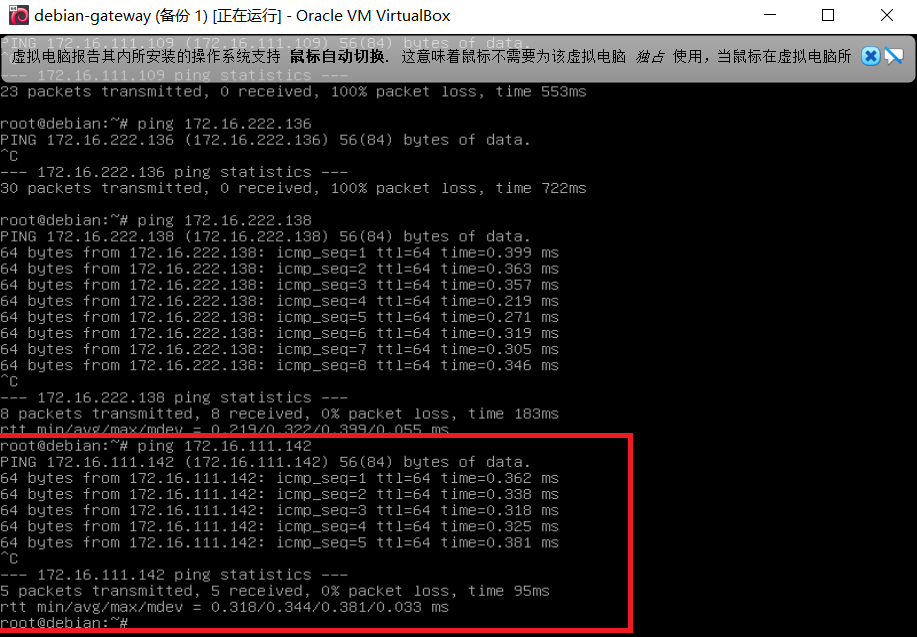 debian-gateway (备份 1) [正在运行] - Oracle VM VirtualBox
PING 172.16.111.109 (172.16.111.109) 56(84) bytes of data.
虚拟电脑报告其内所安装的操作系统支持 鼠标自动切换. 这意味着鼠标不需要为该虚拟电脑 独占 使用，当鼠标在虚拟电脑所
--- 172.16.111.109 ping statistics ---
23 packets transmitted, 0 received, 100% packet loss, time 553ms
root@debian:~# ping 172.16.222.136
PING 172.16.222.136 (172.16.222.136) 56(84) bytes of data.
^C
--- 172.16.222.136 ping statistics ---
30 packets transmitted, 0 received, 100% packet loss, time 722ms
root@debian:~# ping 172.16.222.138
PING 172.16.222.138 (172.16.222.138) 56(84) bytes of data.
64 bytes from 172.16.222.138: icmp_seq=1 ttl=64 time=0.399 ms
64 bytes from 172.16.222.138: icmp_seq=2 ttl=64 time=0.363 ms
64 bytes from 172.16.222.138: icmp_seq=3 ttl=64 time=0.357 ms
64 bytes from 172.16.222.138: icmp_seq=4 ttl=64 time=0.219 ms
64 bytes from 172.16.222.138: icmp_seq=5 ttl=64 time=0.271 ms
64 bytes from 172.16.222.138: icmp_seq=6 ttl=64 time=0.319 ms
64 bytes from 172.16.222.138: icmp_seq=7 ttl=64 time=0.305 ms
64 bytes from 172.16.222.138: icmp_seq=8 ttl=64 time=0.346 ms
^C
--- 172.16.222.138 ping statistics ---
8 packets transmitted, 8 received, 0% packet loss, time 183ms
rtt min/avg/max/mdev = 0.219/0.322/0.399/0.055 ms
root@debian:~# ping 172.16.111.142
PING 172.16.111.142 (172.16.111.142) 56(84) bytes of data.
64 bytes from 172.16.111.142: icmp_seq=1 ttl=64 time=0.362 ms
64 bytes from 172.16.111.142: icmp_seq=2 ttl=64 time=0.338 ms
64 bytes from 172.16.111.142: icmp_seq=3 ttl=64 time=0.318 ms
64 bytes from 172.16.111.142: icmp_seq=4 ttl=64 time=0.325 ms
64 bytes from 172.16.111.142: icmp_seq=5 ttl=64 time=0.381 ms
^C
--- 172.16.111.142 ping statistics ---
5 packets transmitted, 5 received, 0% packet loss, time 95ms
rtt min/avg/max/mdev = 0.318/0.344/0.381/0.033 ms
root@debian:~#